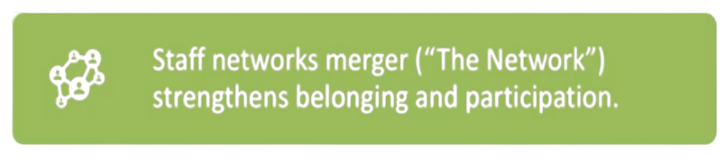 Staff networks merger (“The Network”)
strengthens belonging and participation.